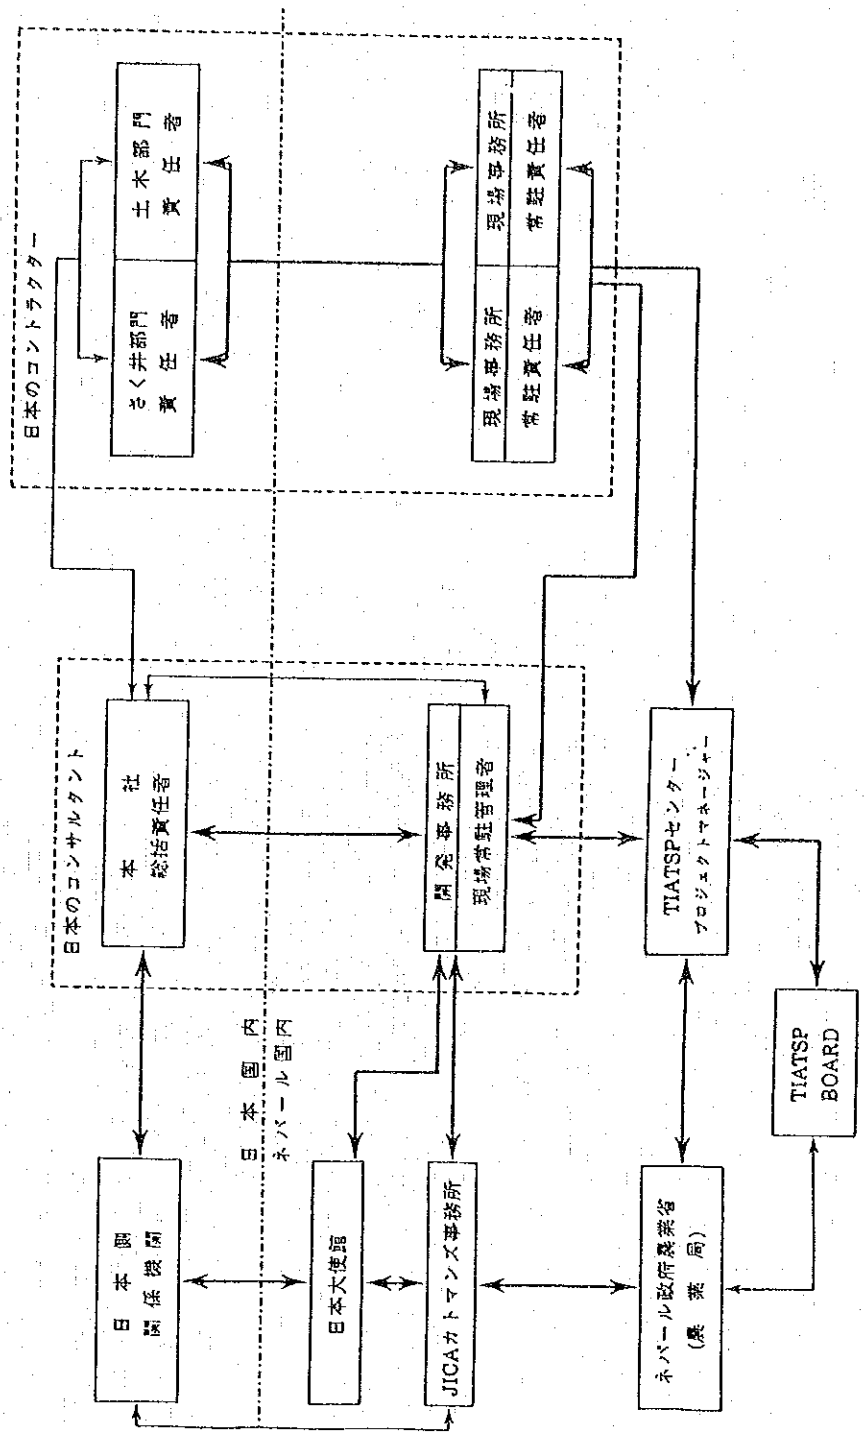 日本側
関係機関
日本大使館
JICAカトマンズ事務所
ネパール政府農業省
(農業局)
日本国内
ネパール国内
TIATSP
BOARD
日本のコンサルタント
本社
総括責任者
開発事務所
現場常駐管理者
TIATSPセンター
プロジェクトマネージャー
日本のコントラクター
さく井部門
責任者
土木部門
責任者
現場事務所
常駐責任者
現場事務所
常駐責任者